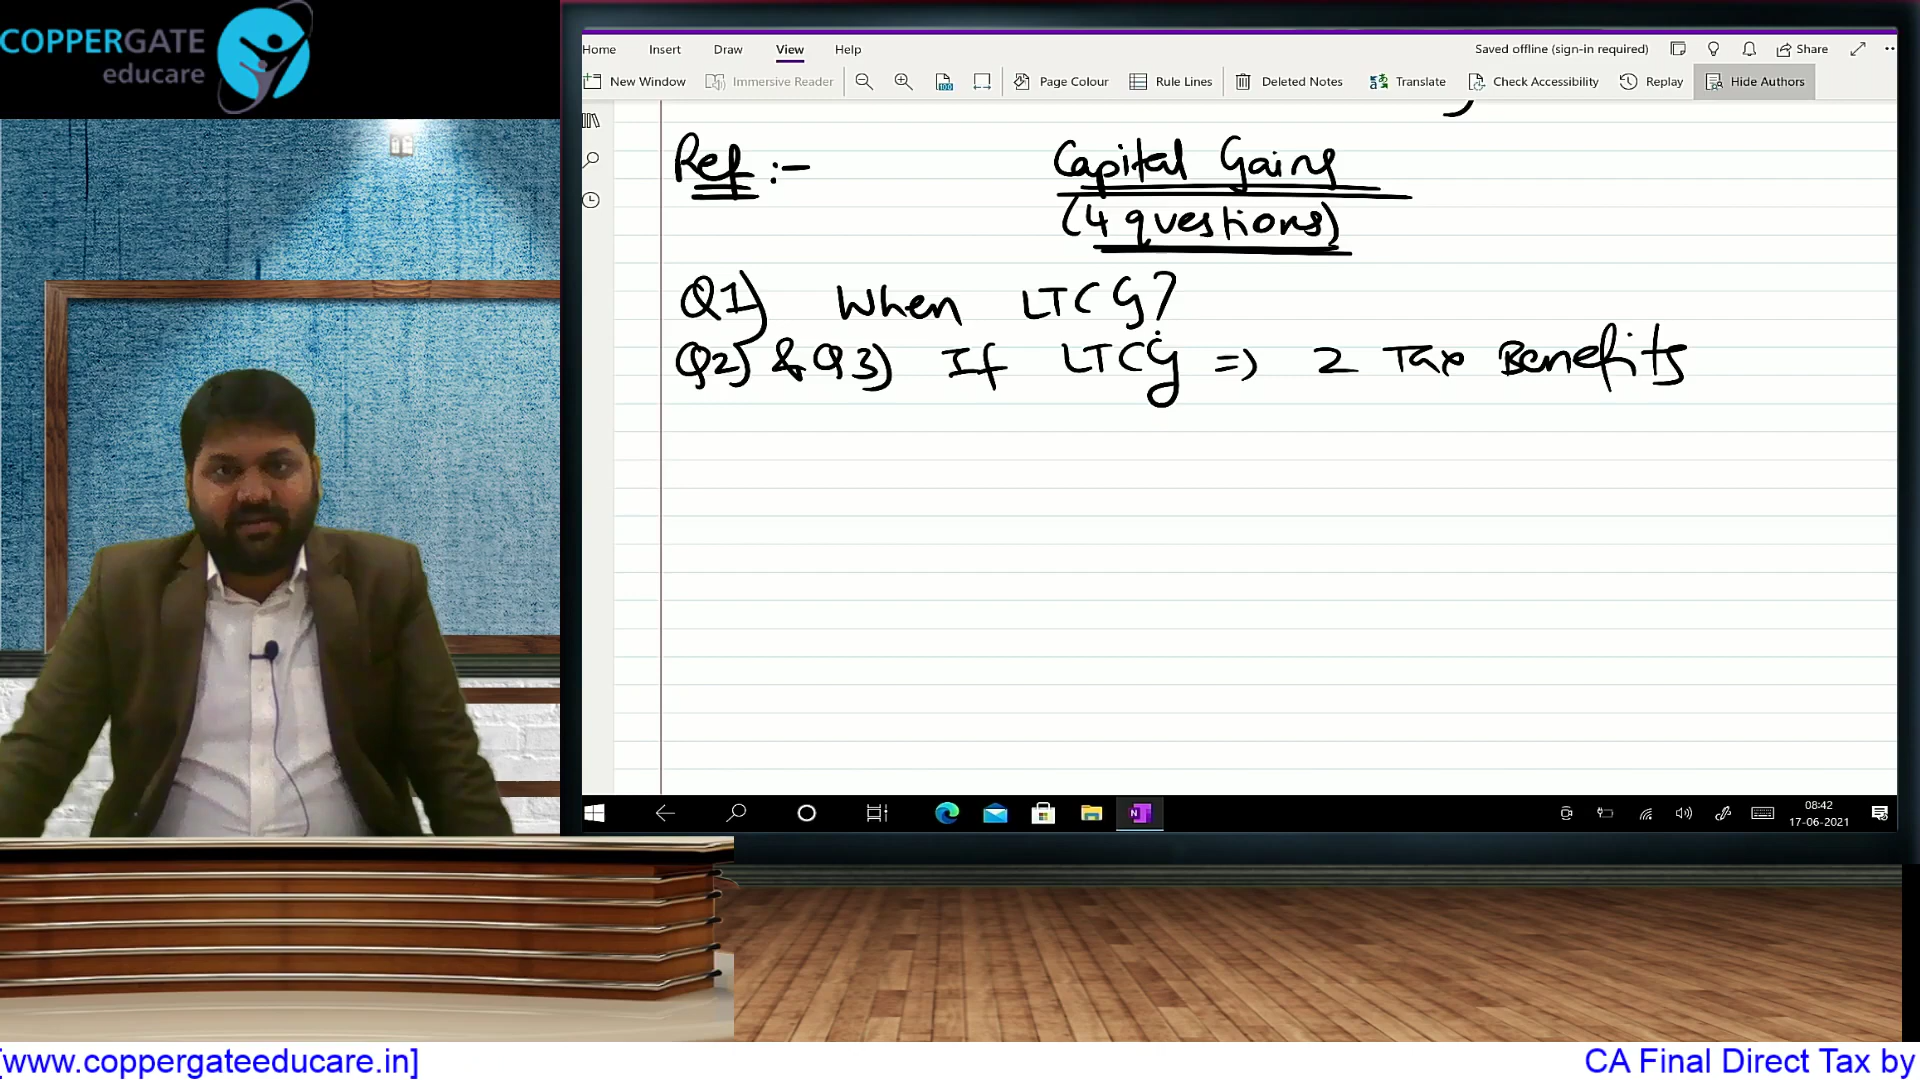 COPPERGATE
educare
Home Insert Draw View Help
Saved offline (sign-in required) Share
New Window Immersive Reader 100 Page Colour Rule Lines Deleted Notes Translate Check Accessibility Replay Hide Authors
Ref :- Capital Gains
(4 questions)
Q1) When LTCG?
Q2) & Q3) If LTCG => 2 Tax Benefits
08:42
17-06-2021
[www.coppergateeducare.in]
CA Final Direct Tax by